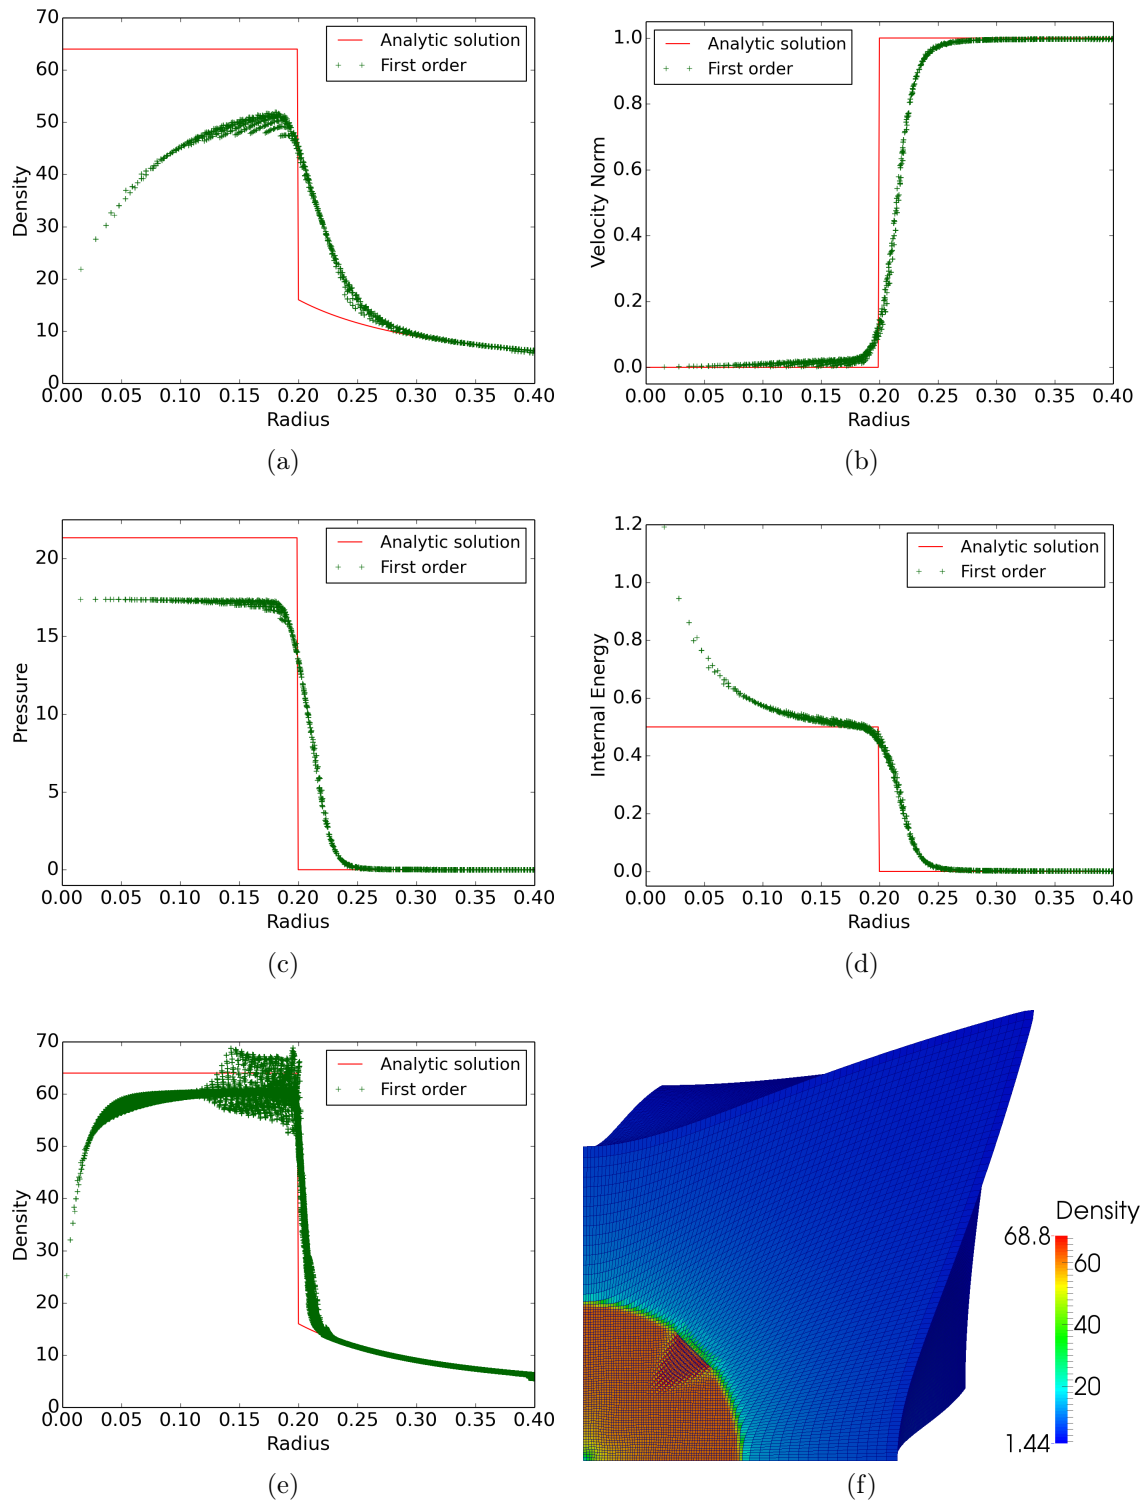 70
60
50
40
30
20
10
0
Density
Analytic solution
First order
0.00 0.05 0.10 0.15 0.20 0.25 0.30 0.35 0.40
Radius
(a)
1.0
0.8
0.6
0.4
0.2
0.0
Velocity Norm
Analytic solution
First order
0.00 0.05 0.10 0.15 0.20 0.25 0.30 0.35 0.40
Radius
(b)
20
15
10
5
0
Pressure
Analytic solution
First order
0.00 0.05 0.10 0.15 0.20 0.25 0.30 0.35 0.40
Radius
(c)
1.2
1.0
0.8
0.6
0.4
0.2
0.0
Internal Energy
Analytic solution
First order
0.00 0.05 0.10 0.15 0.20 0.25 0.30 0.35 0.40
Radius
(d)
70
60
50
40
30
20
10
0
Density
Analytic solution
First order
0.00 0.05 0.10 0.15 0.20 0.25 0.30 0.35 0.40
Radius
(e)
Density
68.8
60
40
20
1.44
(f)